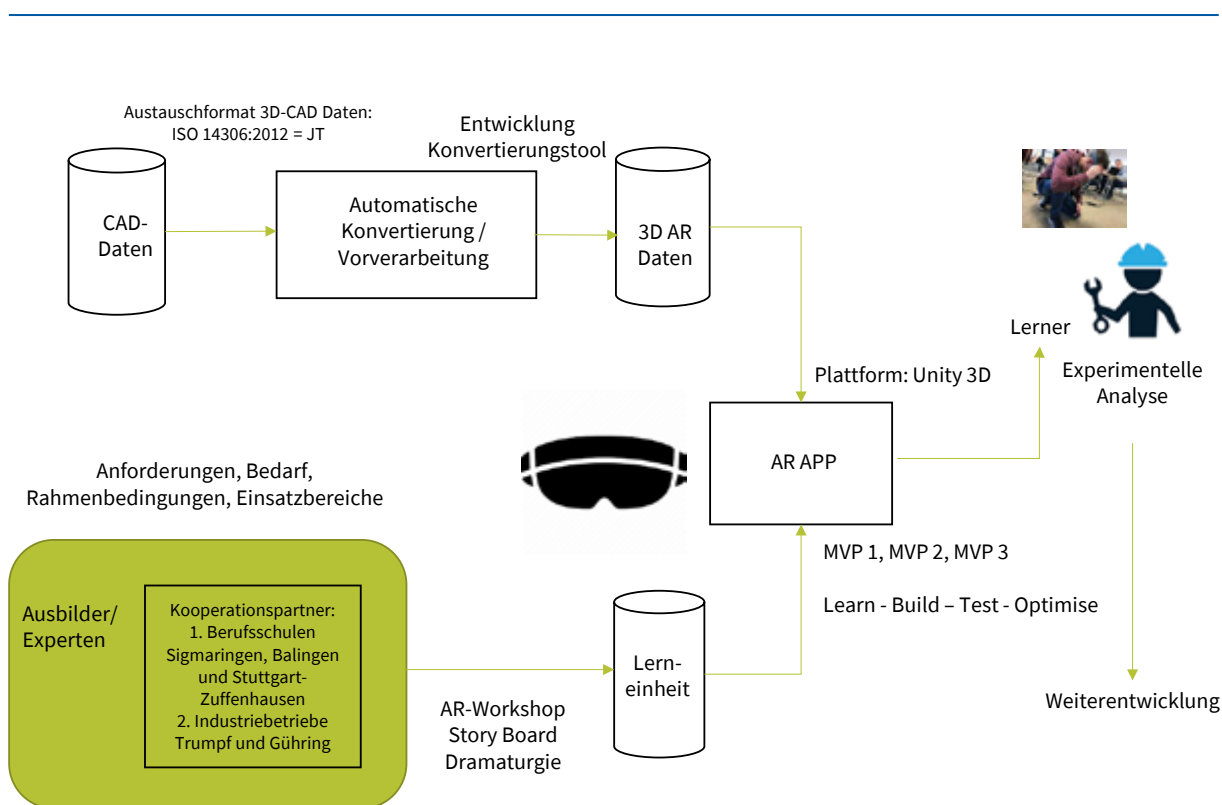 Austauschformat 3D-CAD Daten:
ISO 14306:2012 = JT
Entwicklung
Konvertierungstool
CAD-
Daten
Automatische
Konvertierung /
Vorverarbeitung
3D AR
Daten
Lerner
Experimentelle
Analyse
Plattform: Unity 3D
AR APP
Anforderungen, Bedarf,
Rahmenbedingungen, Einsatzbereiche
MVP 1, MVP 2, MVP 3
Learn - Build – Test - Optimise
Ausbilder/
Experten
Kooperationspartner:
1. Berufsschulen
Sigmaringen, Balingen
und Stuttgart-
Zuffenhausen
2. Industriebetriebe
Trumpf und Gühring
AR-Workshop
Story Board
Dramaturgie
Lern-
einheit
Weiterentwicklung